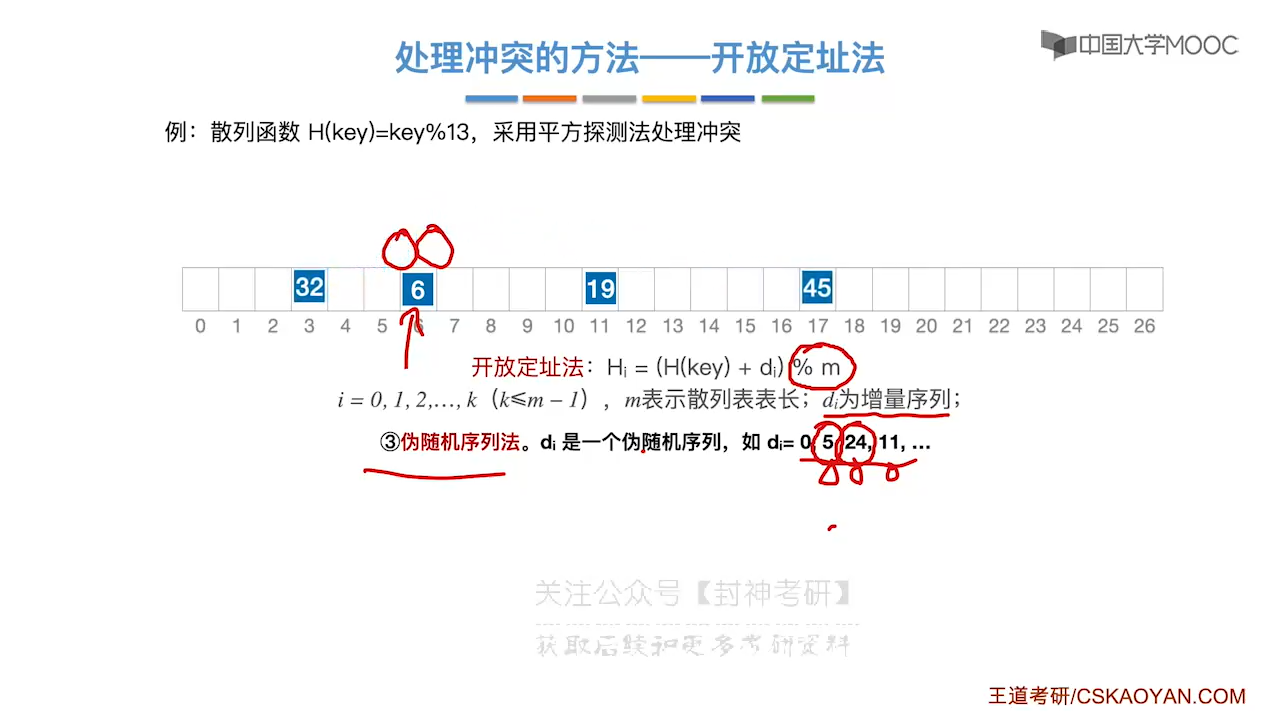 处理冲突的方法——开放定址法
中国大学MOOC
例：散列函数 H(key)=key%13，采用平方探测法处理冲突
32 6 19 45
0 1 2 3 4 5 6 7 8 9 10 11 12 13 14 15 16 17 18 19 20 21 22 23 24 25 26
开放定址法：Hᵢ = (H(key) + dᵢ) % m
i = 0, 1, 2,…, k（k≤m − 1），m表示散列表表长；dᵢ为增量序列；
③伪随机序列法。dᵢ 是一个伪随机序列，如 dᵢ= 0, 5, 24, 11, …
关注公众号【封神考研】
获取后续和更多考研资料
王道考研/CSKAOYAN.COM